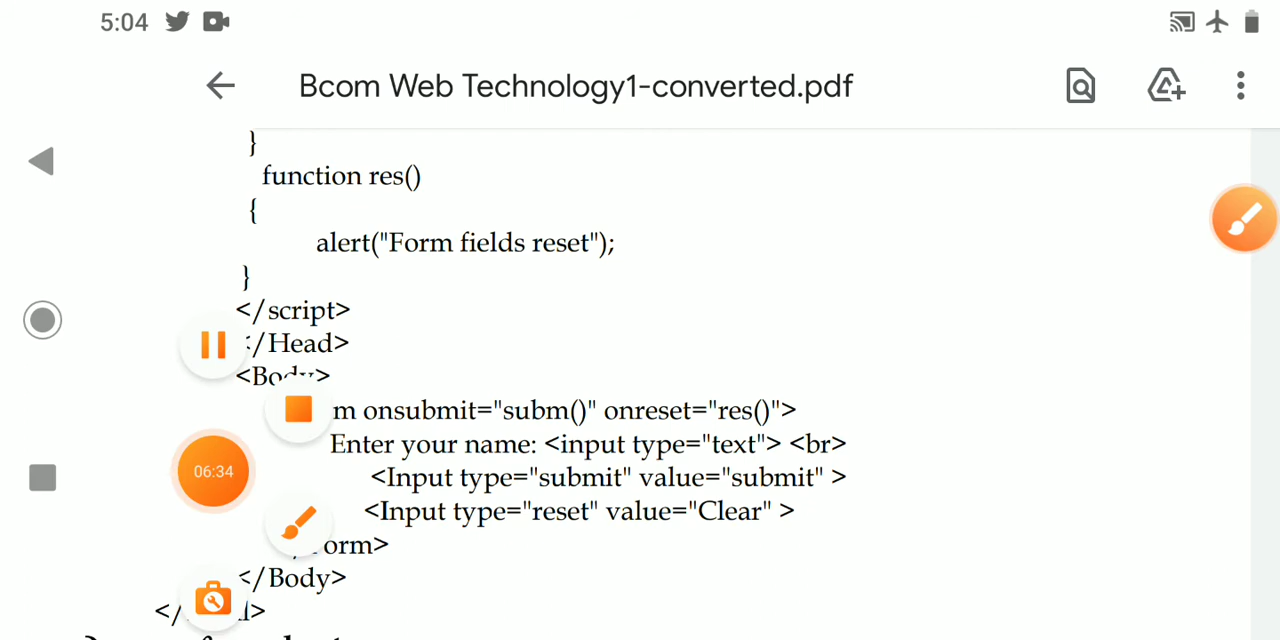 5:04
Bcom Web Technology1-converted.pdf
}
function res()
{
alert("Form fields reset");
}
</script>
/Head>
onsubmit="subm()" onreset="res()">
Enter your name: <input type="text"> <br>
<Input type="submit" value="submit" >
<Input type="reset" value="Clear" >
06:34
</Body>
</